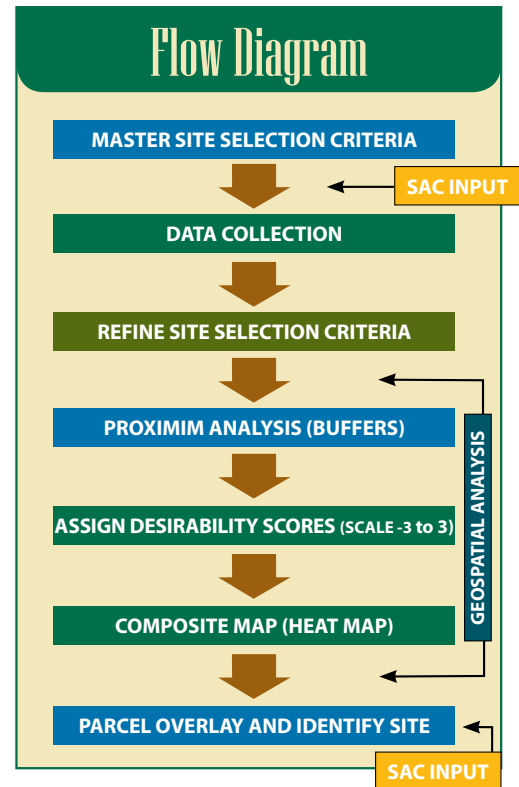 Flow Diagram
MASTER SITE SELECTION CRITERIA
SAC INPUT
DATA COLLECTION
REFINE SITE SELECTION CRITERIA
PROXIMIM ANALYSIS (BUFFERS)
GEOSPATIAL ANALYSIS
ASSIGN DESIRABILITY SCORES (SCALE -3 to 3)
COMPOSITE MAP (HEAT MAP)
PARCEL OVERLAY AND IDENTIFY SITE
SAC INPUT